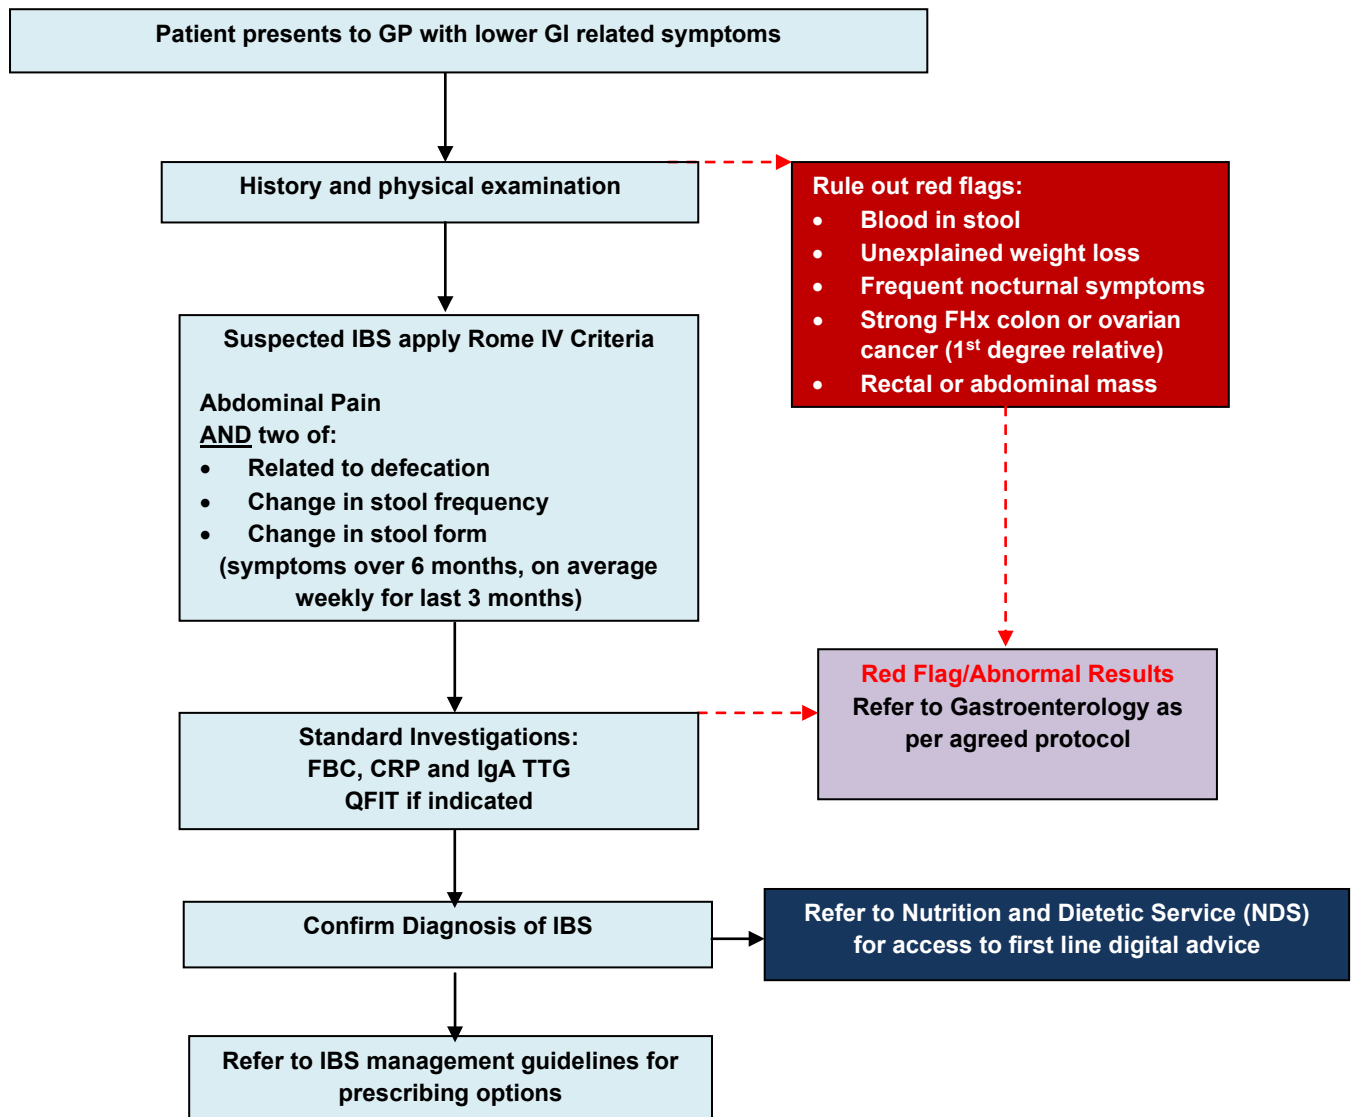 Patient presents to GP with lower GI related symptoms
History and physical examination
Rule out red flags:
• Blood in stool
• Unexplained weight loss
• Frequent nocturnal symptoms
• Strong FHx colon or ovarian
cancer (1st degree relative)
• Rectal or abdominal mass
Suspected IBS apply Rome IV Criteria
Abdominal Pain
AND two of:
• Related to defecation
• Change in stool frequency
• Change in stool form
(symptoms over 6 months, on average
weekly for last 3 months)
Red Flag/Abnormal Results
Refer to Gastroenterology as
per agreed protocol
Standard Investigations:
FBC, CRP and IgA TTG
QFIT if indicated
Confirm Diagnosis of IBS
Refer to Nutrition and Dietetic Service (NDS)
for access to first line digital advice
Refer to IBS management guidelines for
prescribing options